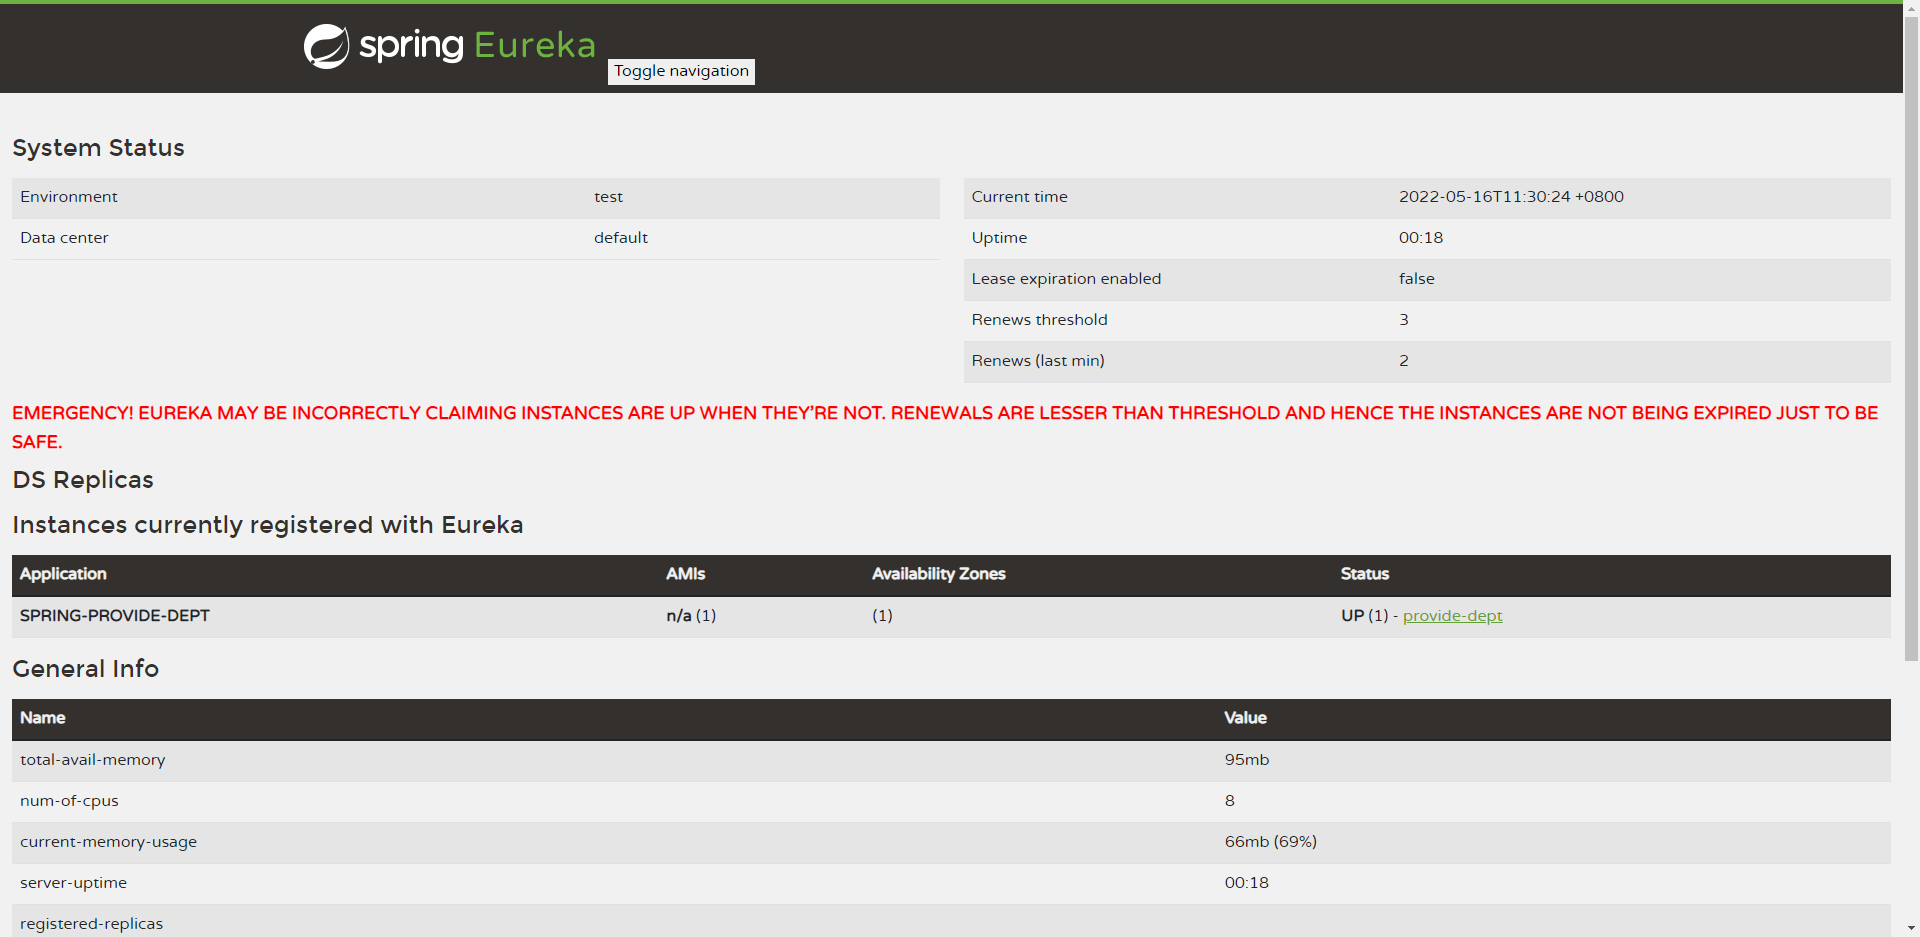 spring Eureka
Toggle navigation
System Status
Environment test
Data center default
Current time 2022-05-16T11:30:24 +0800
Uptime 00:18
Lease expiration enabled false
Renews threshold 3
Renews (last min) 2
EMERGENCY! EUREKA MAY BE INCORRECTLY CLAIMING INSTANCES ARE UP WHEN THEY'RE NOT. RENEWALS ARE LESSER THAN THRESHOLD AND HENCE THE INSTANCES ARE NOT BEING EXPIRED JUST TO BE
SAFE.
DS Replicas
Instances currently registered with Eureka
Application AMIs Availability Zones Status
SPRING-PROVIDE-DEPT n/a (1) (1) UP (1) - provide-dept
General Info
Name Value
total-avail-memory 95mb
num-of-cpus 8
current-memory-usage 66mb (69%)
server-uptime 00:18
registered-replicas